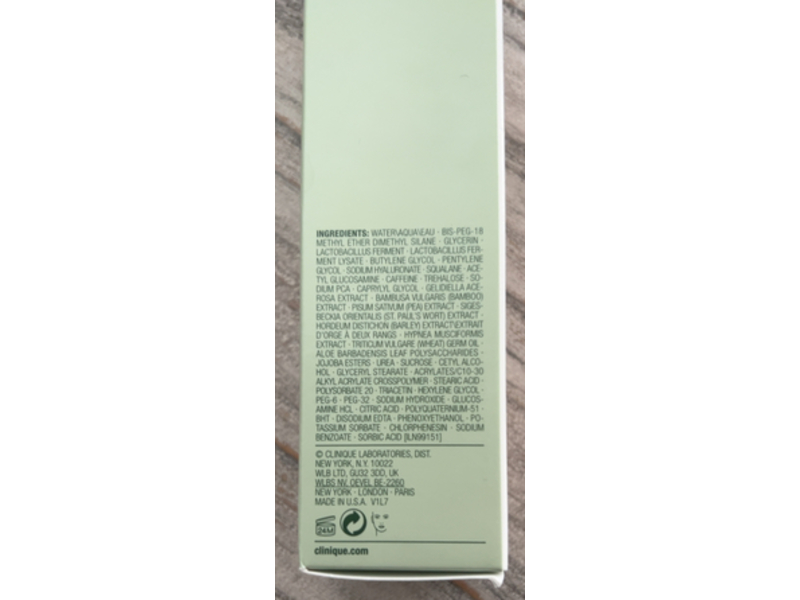 INGREDIENTS: WATER\AQUA\EAU · BIS-PEG-18
METHYL ETHER DIMETHYL SILANE · GLYCERIN ·
LACTOBACILLUS FERMENT · LACTOBACILLUS FER-
MENT LYSATE · BUTYLENE GLYCOL · PENTYLENE
GLYCOL · SODIUM HYALURONATE · SQUALANE · ACE-
TYL GLUCOSAMINE · CAFFEINE · TREHALOSE · SO-
DIUM PCA · CAPRYLYL GLYCOL · GELIDIELLA ACE-
ROSA EXTRACT · BAMBUSA VULGARIS (BAMBOO)
EXTRACT · PISUM SATIVUM (PEA) EXTRACT · SIGES-
BECKIA ORIENTALIS (ST. PAUL'S WORT) EXTRACT ·
HORDEUM DISTICHON (BARLEY) EXTRACT\EXTRAIT
D'ORGE À DEUX RANGS · HYPNEA MUSCIFORMIS
EXTRACT · TRITICUM VULGARE (WHEAT) GERM OIL ·
ALOE BARBADENSIS LEAF POLYSACCHARIDES ·
JOJOBA ESTERS · UREA · SUCROSE · CETYL ALCO-
HOL · GLYCERYL STEARATE · ACRYLATES/C10-30
ALKYL ACRYLATE CROSSPOLYMER · STEARIC ACID ·
POLYSORBATE 20 · TRIACETIN · HEXYLENE GLYCOL ·
PEG-6 · PEG-32 · SODIUM HYDROXIDE · GLUCOS-
AMINE HCL · CITRIC ACID · POLYQUATERNIUM-51 ·
BHT · DISODIUM EDTA · PHENOXYETHANOL · PO-
TASSIUM SORBATE · CHLORPHENESIN · SODIUM
BENZOATE · SORBIC ACID [ILN99151]
© CLINIQUE LABORATORIES, DIST.
NEW YORK, N.Y. 10022
WLB LTD, GU32 3DD, UK
WLBS NV. OEVEL BE-2260
NEW YORK · LONDON · PARIS
MADE IN U.S.A. V1L7
24M
clinique.com